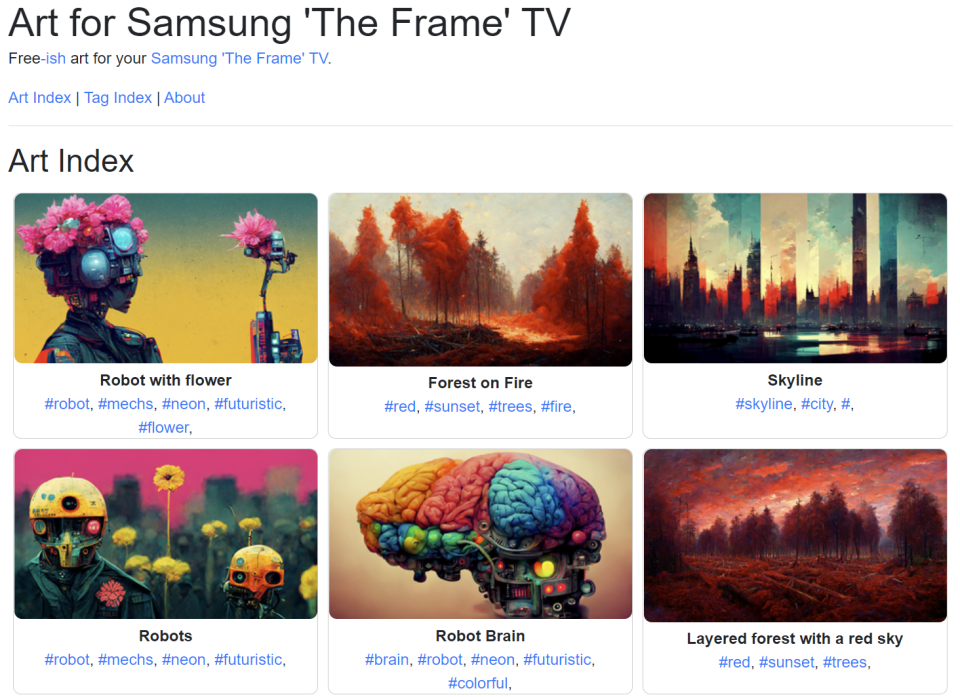 Art for Samsung 'The Frame' TV
Free-ish art for your Samsung 'The Frame' TV.
Art Index | Tag Index | About
Art Index
Robot with flower
#robot, #mechs, #neon, #futuristic,
#flower,
Forest on Fire
#red, #sunset, #trees, #fire,
Skyline
#skyline, #city, #,
Robots
#robot, #mechs, #neon, #futuristic,
Robot Brain
#brain, #robot, #neon, #futuristic,
#colorful,
Layered forest with a red sky
#red, #sunset, #trees,